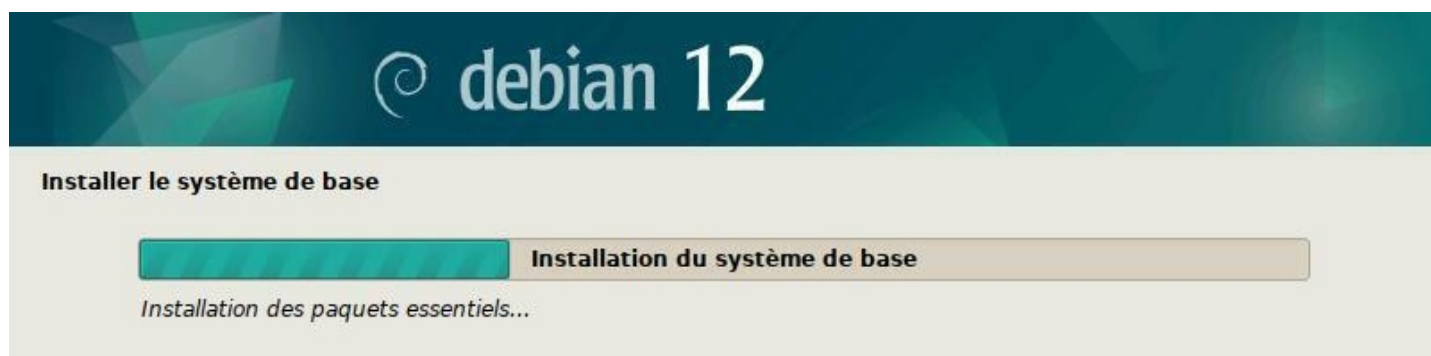 debian 12
Installer le système de base
Installation du système de base
Installation des paquets essentiels...